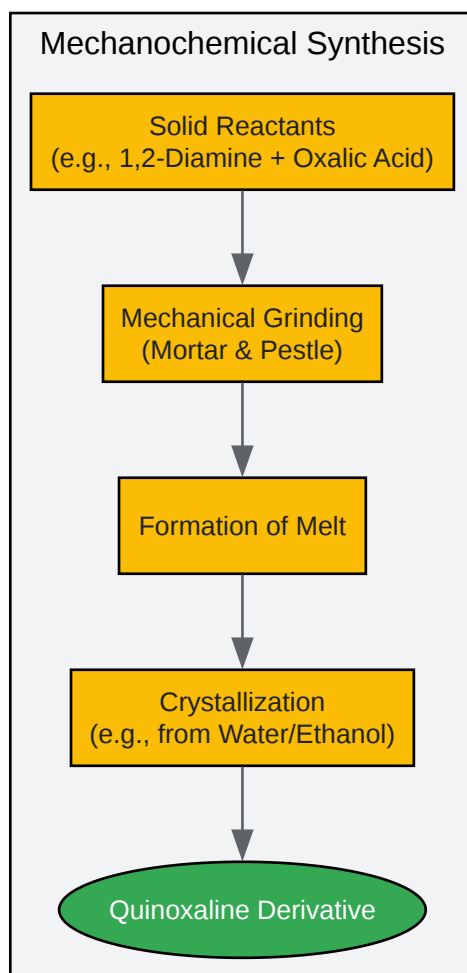 Mechanochemical Synthesis
Solid Reactants
(e.g., 1,2-Diamine + Oxalic Acid)
Mechanical Grinding
(Mortar & Pestle)
Formation of Melt
Crystallization
(e.g., from Water/Ethanol)
Quinoxaline Derivative